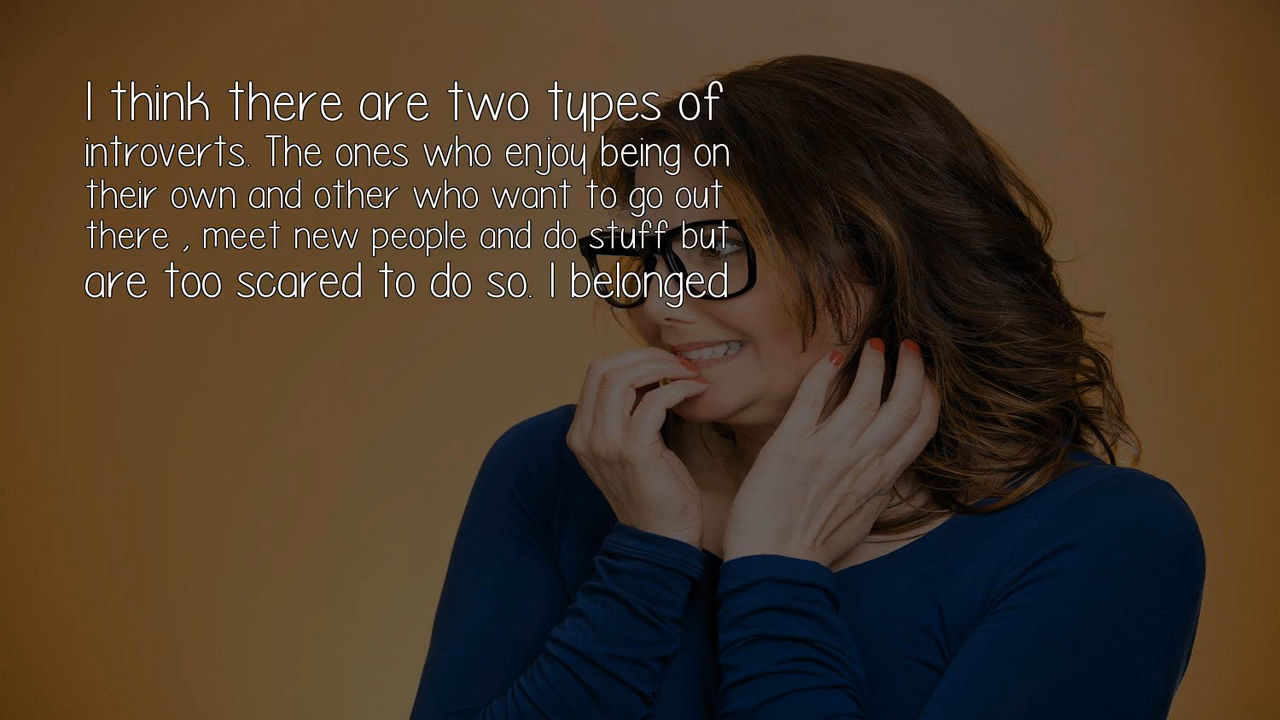 I think there are two types of
introverts. The ones who enjoy being on
their own and other who want to go out
there , meet new people and do stuff but
are too scared to do so. I belonged